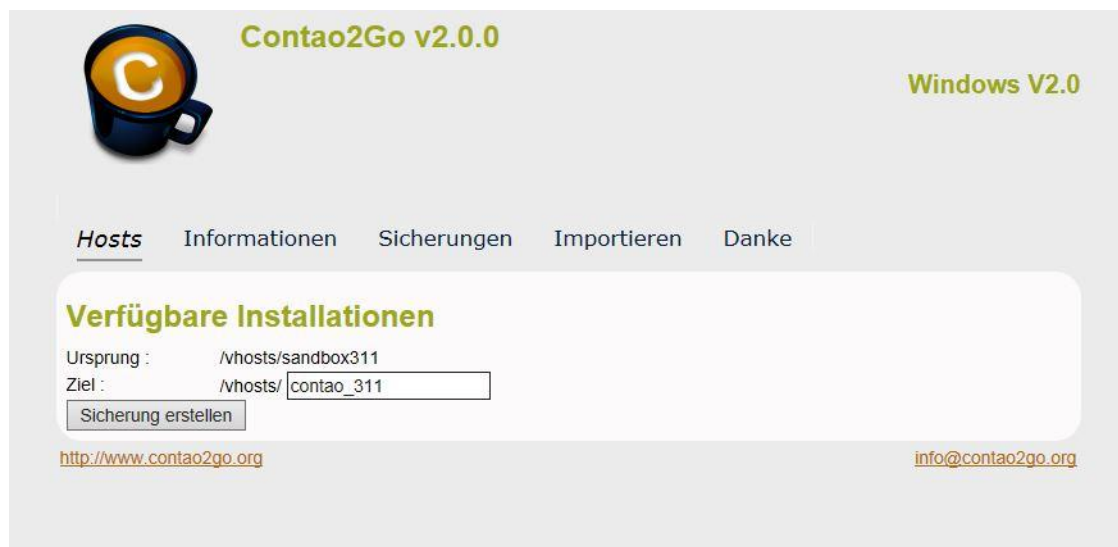 C
Contao2Go v2.0.0
Windows V2.0
Hosts Informationen Sicherungen Importieren Danke
Verfügbare Installationen
Ursprung : /vhosts/sandbox311
Ziel : /vhosts/ contao_311
Sicherung erstellen
http://www.contao2go.org info@contao2go.org